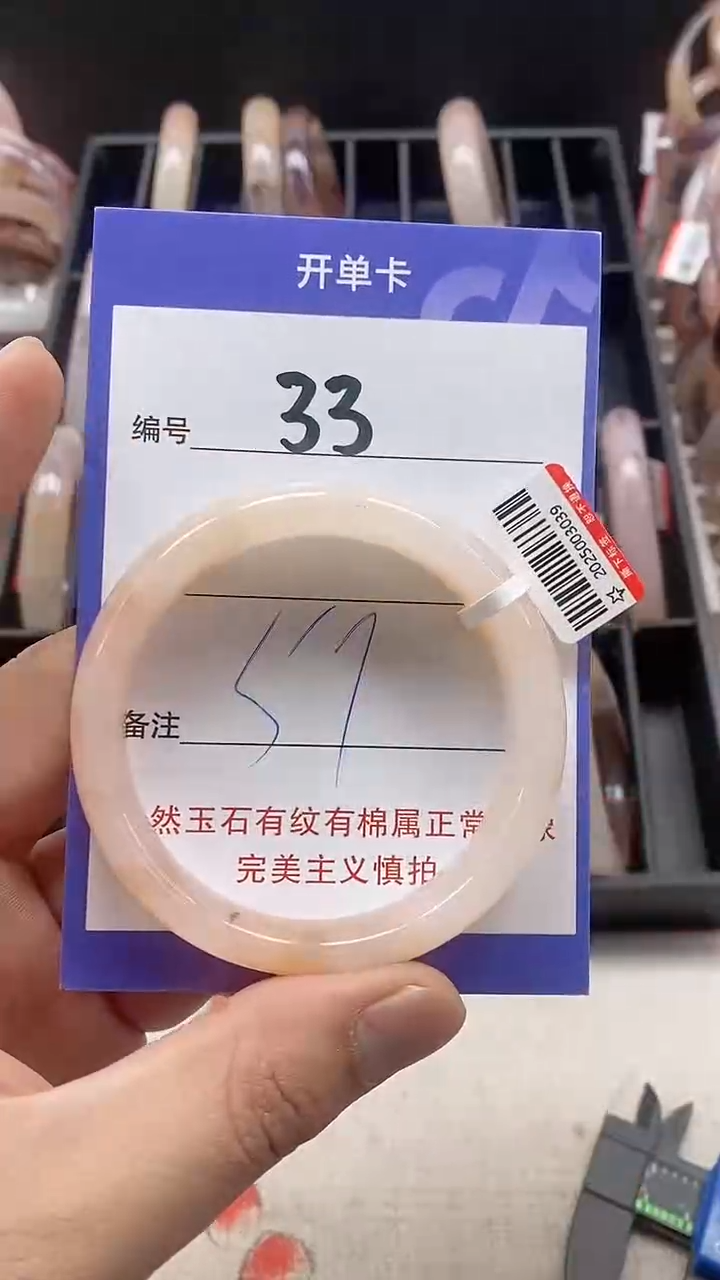 开单卡
编号 33
2025003039
备注 57
然玉石有纹有棉属正常
完美主义慎拍